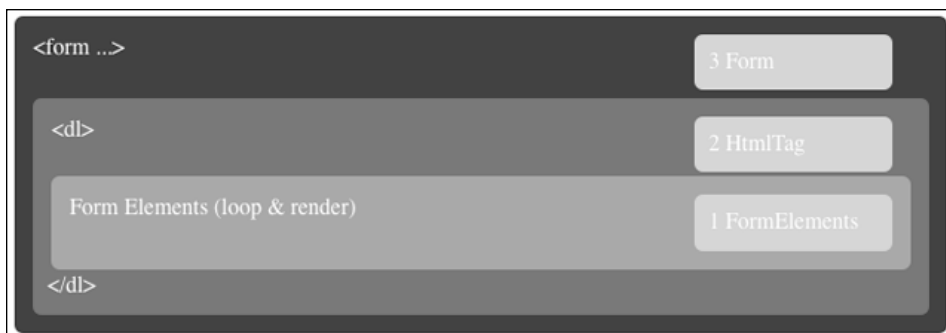 <form ...>
3 Form
<dl>
2 HtmlTag
Form Elements (loop & render)
1 FormElements
</dl>